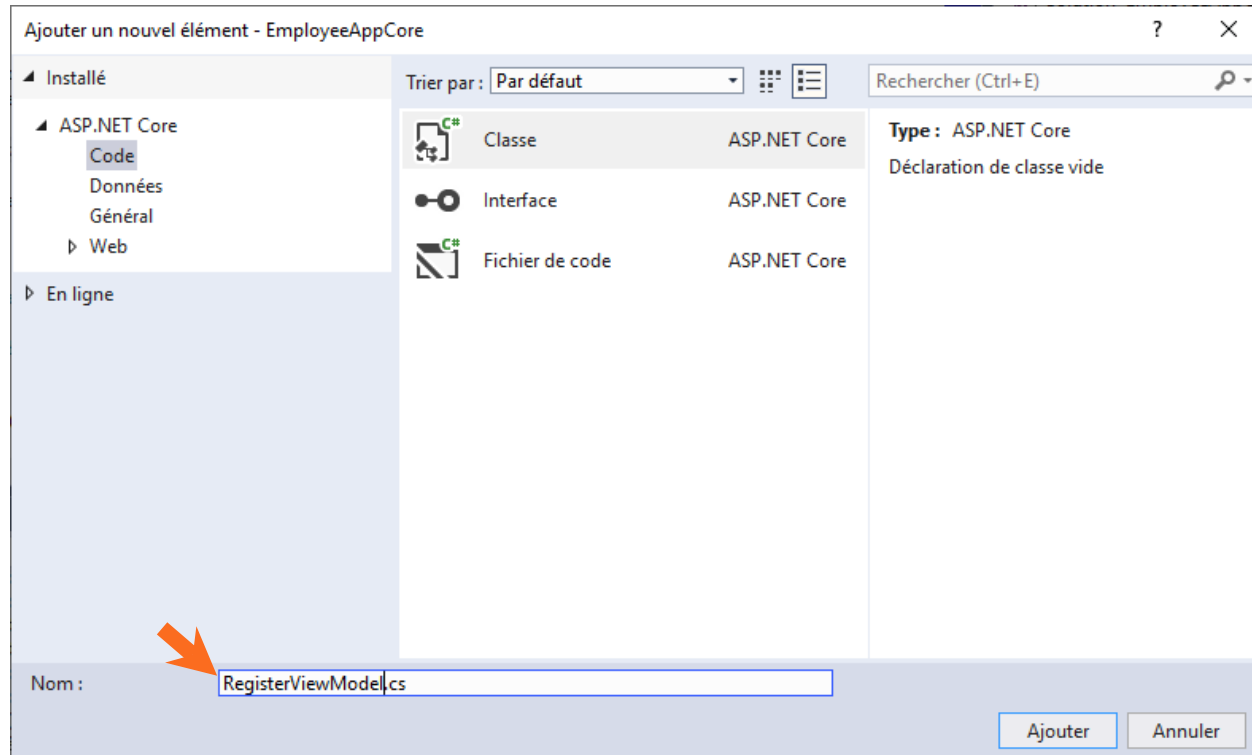 Ajouter un nouvel élément - EmployeeAppCore
?
Installé
ASP.NET Core
Code
Données
Général
Web
En ligne
Trier par : Par défaut
Rechercher (Ctrl+E)
C# Classe ASP.NET Core
Interface ASP.NET Core
C# Fichier de code ASP.NET Core
Type : ASP.NET Core
Déclaration de classe vide
Nom : RegisterViewModel.cs
Ajouter Annuler